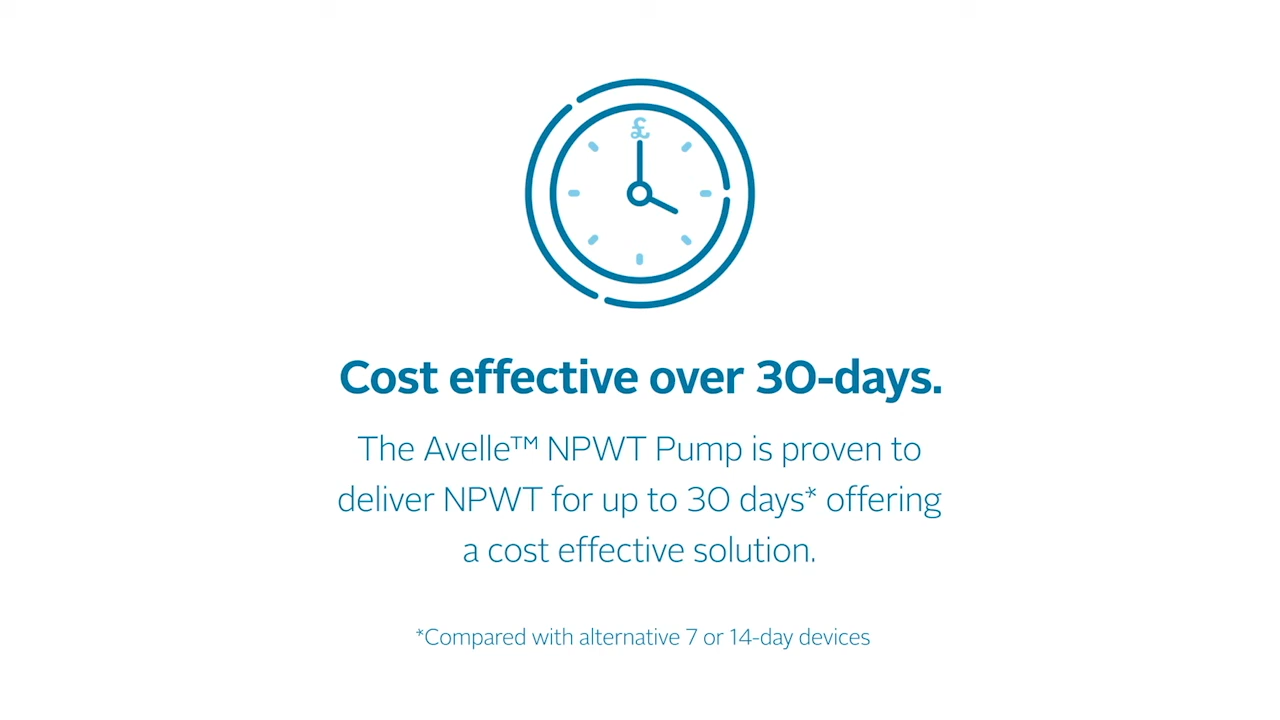 £
Cost effective over 30-days.
The Avelle™ NPWT Pump is proven to
deliver NPWT for up to 30 days* offering
a cost effective solution.
*Compared with alternative 7 or 14-day devices